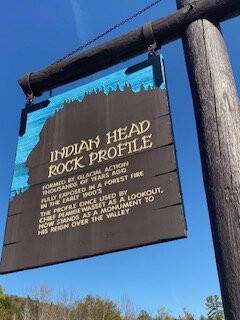 INDIAN HEAD
ROCK PROFILE
FORMED BY GLACIAL ACTION
THOUSANDS OF YEARS AGO
FULLY EXPOSED IN A FOREST FIRE
IN THE EARLY 1900'S
THE PROFILE ONCE USED BY
CHIEF PEMIGEWASSET AS A LOOKOUT,
NOW STANDS AS A MONUMENT TO
HIS REIGN OVER THE VALLEY